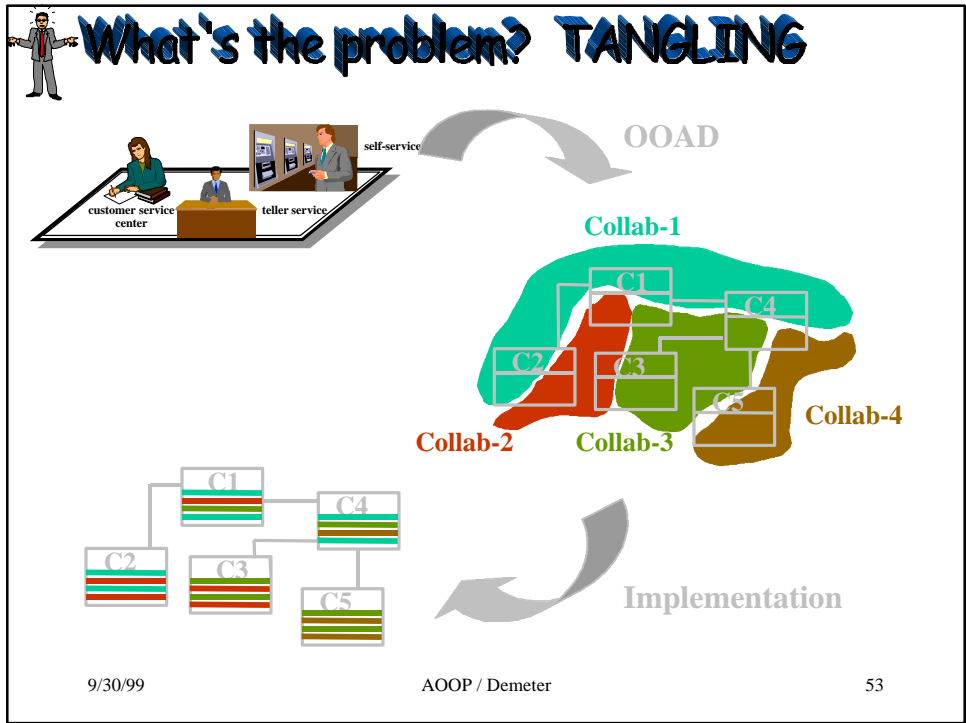 What's the problem? TANGLING
self-service
customer service
center
teller service
OOAD
Collab-1
C1
C4
C2
C3
C5
Collab-4
Collab-2
Collab-3
C1
C4
C2
C3
C5
Implementation
9/30/99
AOOP / Demeter
53